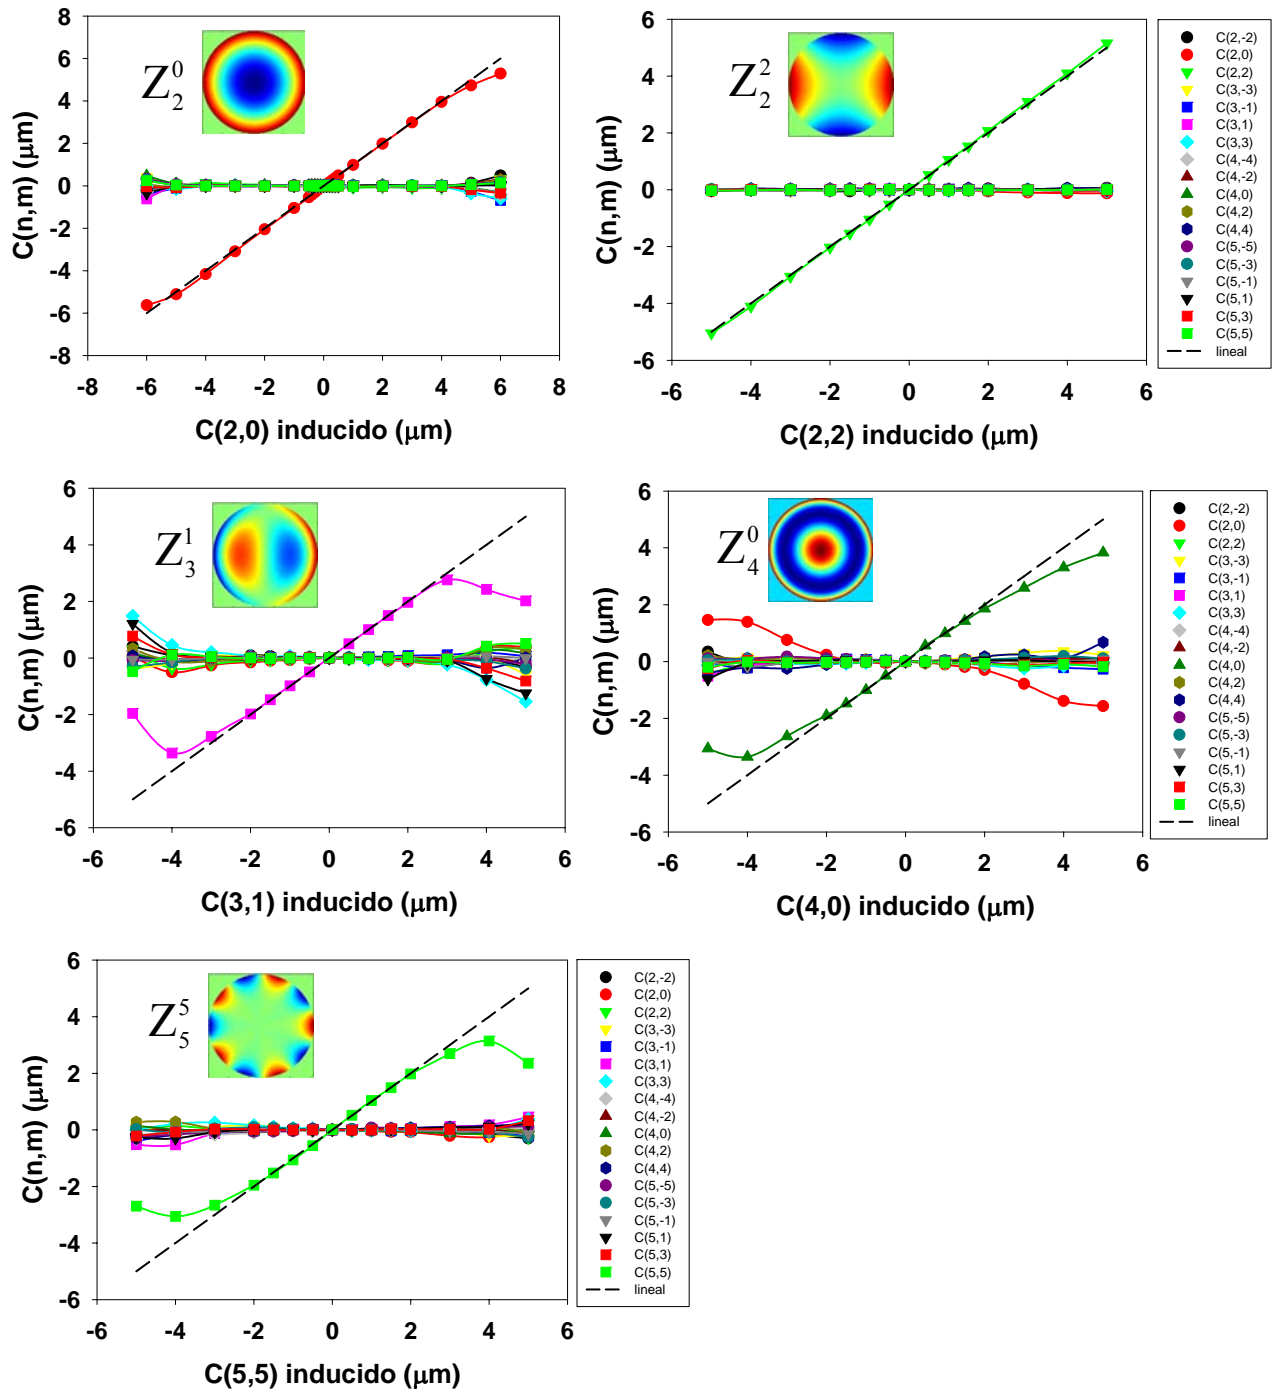 8
6
4
2
0
-2
-4
-6
-8
C(n,m) (μm)
Z₂⁰
-8 -6 -4 -2 0 2 4 6 8
C(2,0) inducido (μm)
6
4
2
0
-2
-4
-6
C(n,m) (μm)
Z₂²
-6 -4 -2 0 2 4 6
C(2,2) inducido (μm)
C(2,-2)
C(2,0)
C(2,2)
C(3,-3)
C(3,-1)
C(3,1)
C(3,3)
C(4,-4)
C(4,-2)
C(4,0)
C(4,2)
C(4,4)
C(5,-5)
C(5,-3)
C(5,-1)
C(5,1)
C(5,3)
C(5,5)
lineal
6
4
2
0
-2
-4
-6
C(n,m) (μm)
Z₃¹
-6 -4 -2 0 2 4 6
C(3,1) inducido (μm)
6
4
2
0
-2
-4
-6
C(n,m) (μm)
Z₄⁰
-6 -4 -2 0 2 4 6
C(4,0) inducido (μm)
C(2,-2)
C(2,0)
C(2,2)
C(3,-3)
C(3,-1)
C(3,1)
C(3,3)
C(4,-4)
C(4,-2)
C(4,0)
C(4,2)
C(4,4)
C(5,-5)
C(5,-3)
C(5,-1)
C(5,1)
C(5,3)
C(5,5)
lineal
6
4
2
0
-2
-4
-6
C(n,m) (μm)
Z₅⁵
-6 -4 -2 0 2 4 6
C(5,5) inducido (μm)
C(2,-2)
C(2,0)
C(2,2)
C(3,-3)
C(3,-1)
C(3,1)
C(3,3)
C(4,-4)
C(4,-2)
C(4,0)
C(4,2)
C(4,4)
C(5,-5)
C(5,-3)
C(5,-1)
C(5,1)
C(5,3)
C(5,5)
lineal